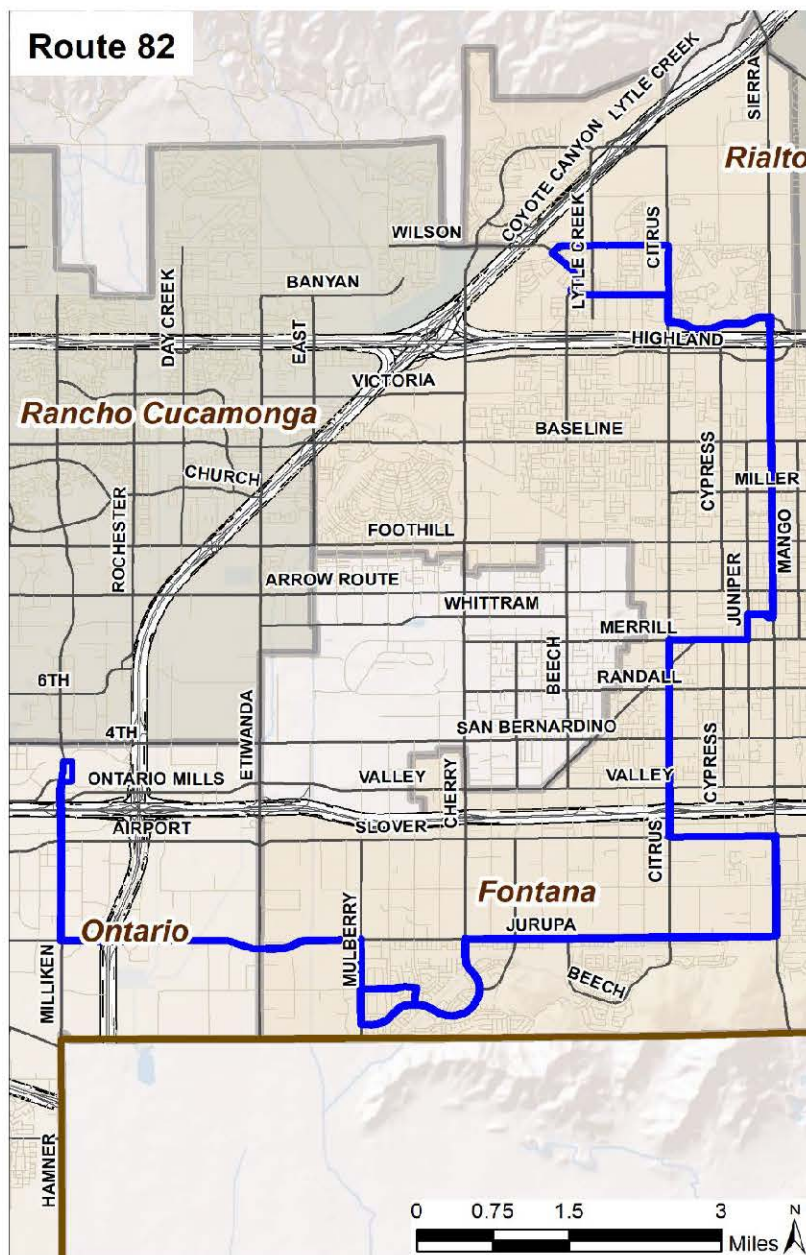 Route 82
SIERRA
LYTLE CREEK
COYOTE CANYON
Rialto
WILSON
LYTLE CREEK
CITRUS
BANYAN
DAY CREEK
EAST
HIGHLAND
VICTORIA
Rancho Cucamonga
BASELINE
CYPRESS
CHURCH
MILLER
ROCHESTER
FOOTHILL
MANGO
JUNIPER
ARROW ROUTE
WHITTRAM
MERRILL
BEECH
6TH
RANDALL
ETIWANDA
SAN BERNARDINO
4TH
ONTARIO MILLS
VALLEY
VALLEY
CYPRESS
CHERRY
AIRPORT
SLOVER
CITRUS
Fontana
MULBERRY
Ontario
JURUPA
MILLIKEN
BEECH
HAMNER
0 0.75 1.5 3
Miles
N